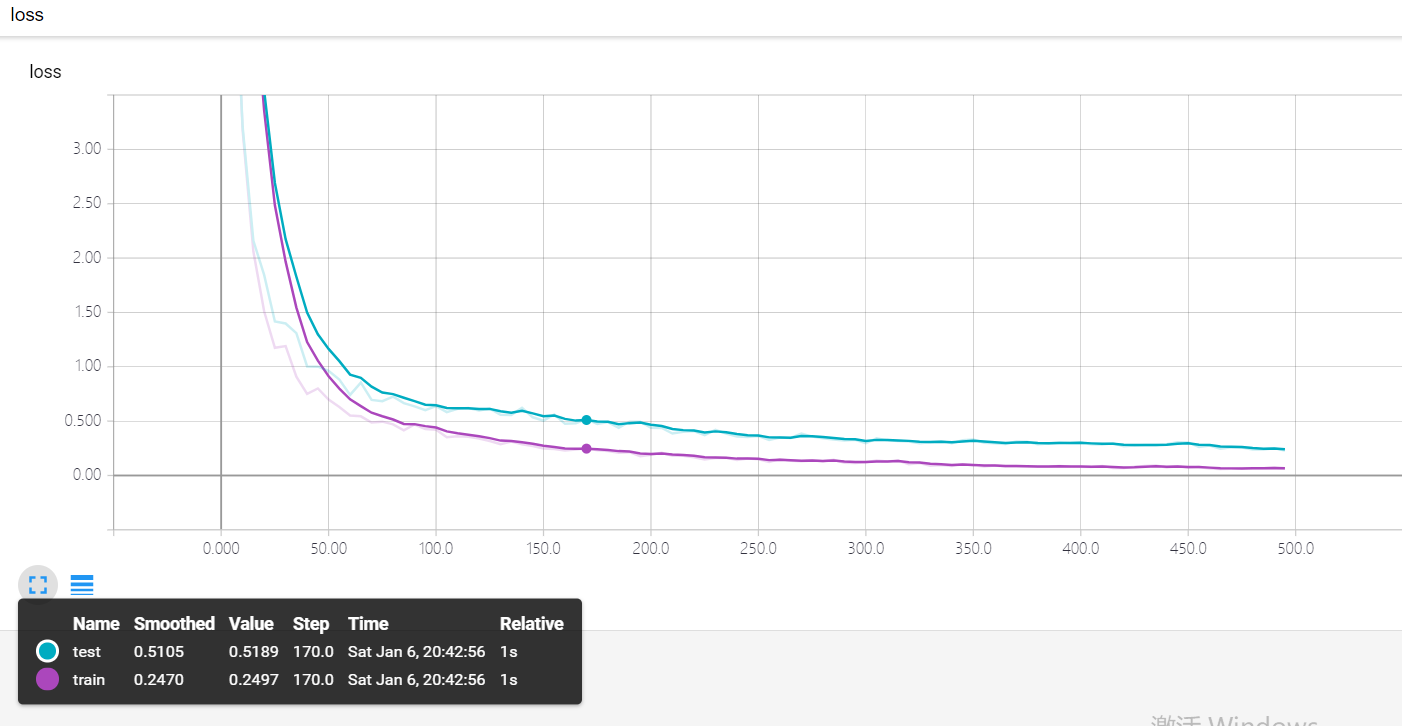 loss
loss
3.00
2.50
2.00
1.50
1.00
0.500
0.00
0.000 50.00 100.0 150.0 200.0 250.0 300.0 350.0 400.0 450.0 500.0
Name Smoothed Value Step Time Relative
test 0.5105 0.5189 170.0 Sat Jan 6, 20:42:56 1s
train 0.2470 0.2497 170.0 Sat Jan 6, 20:42:56 1s
激活 Windows